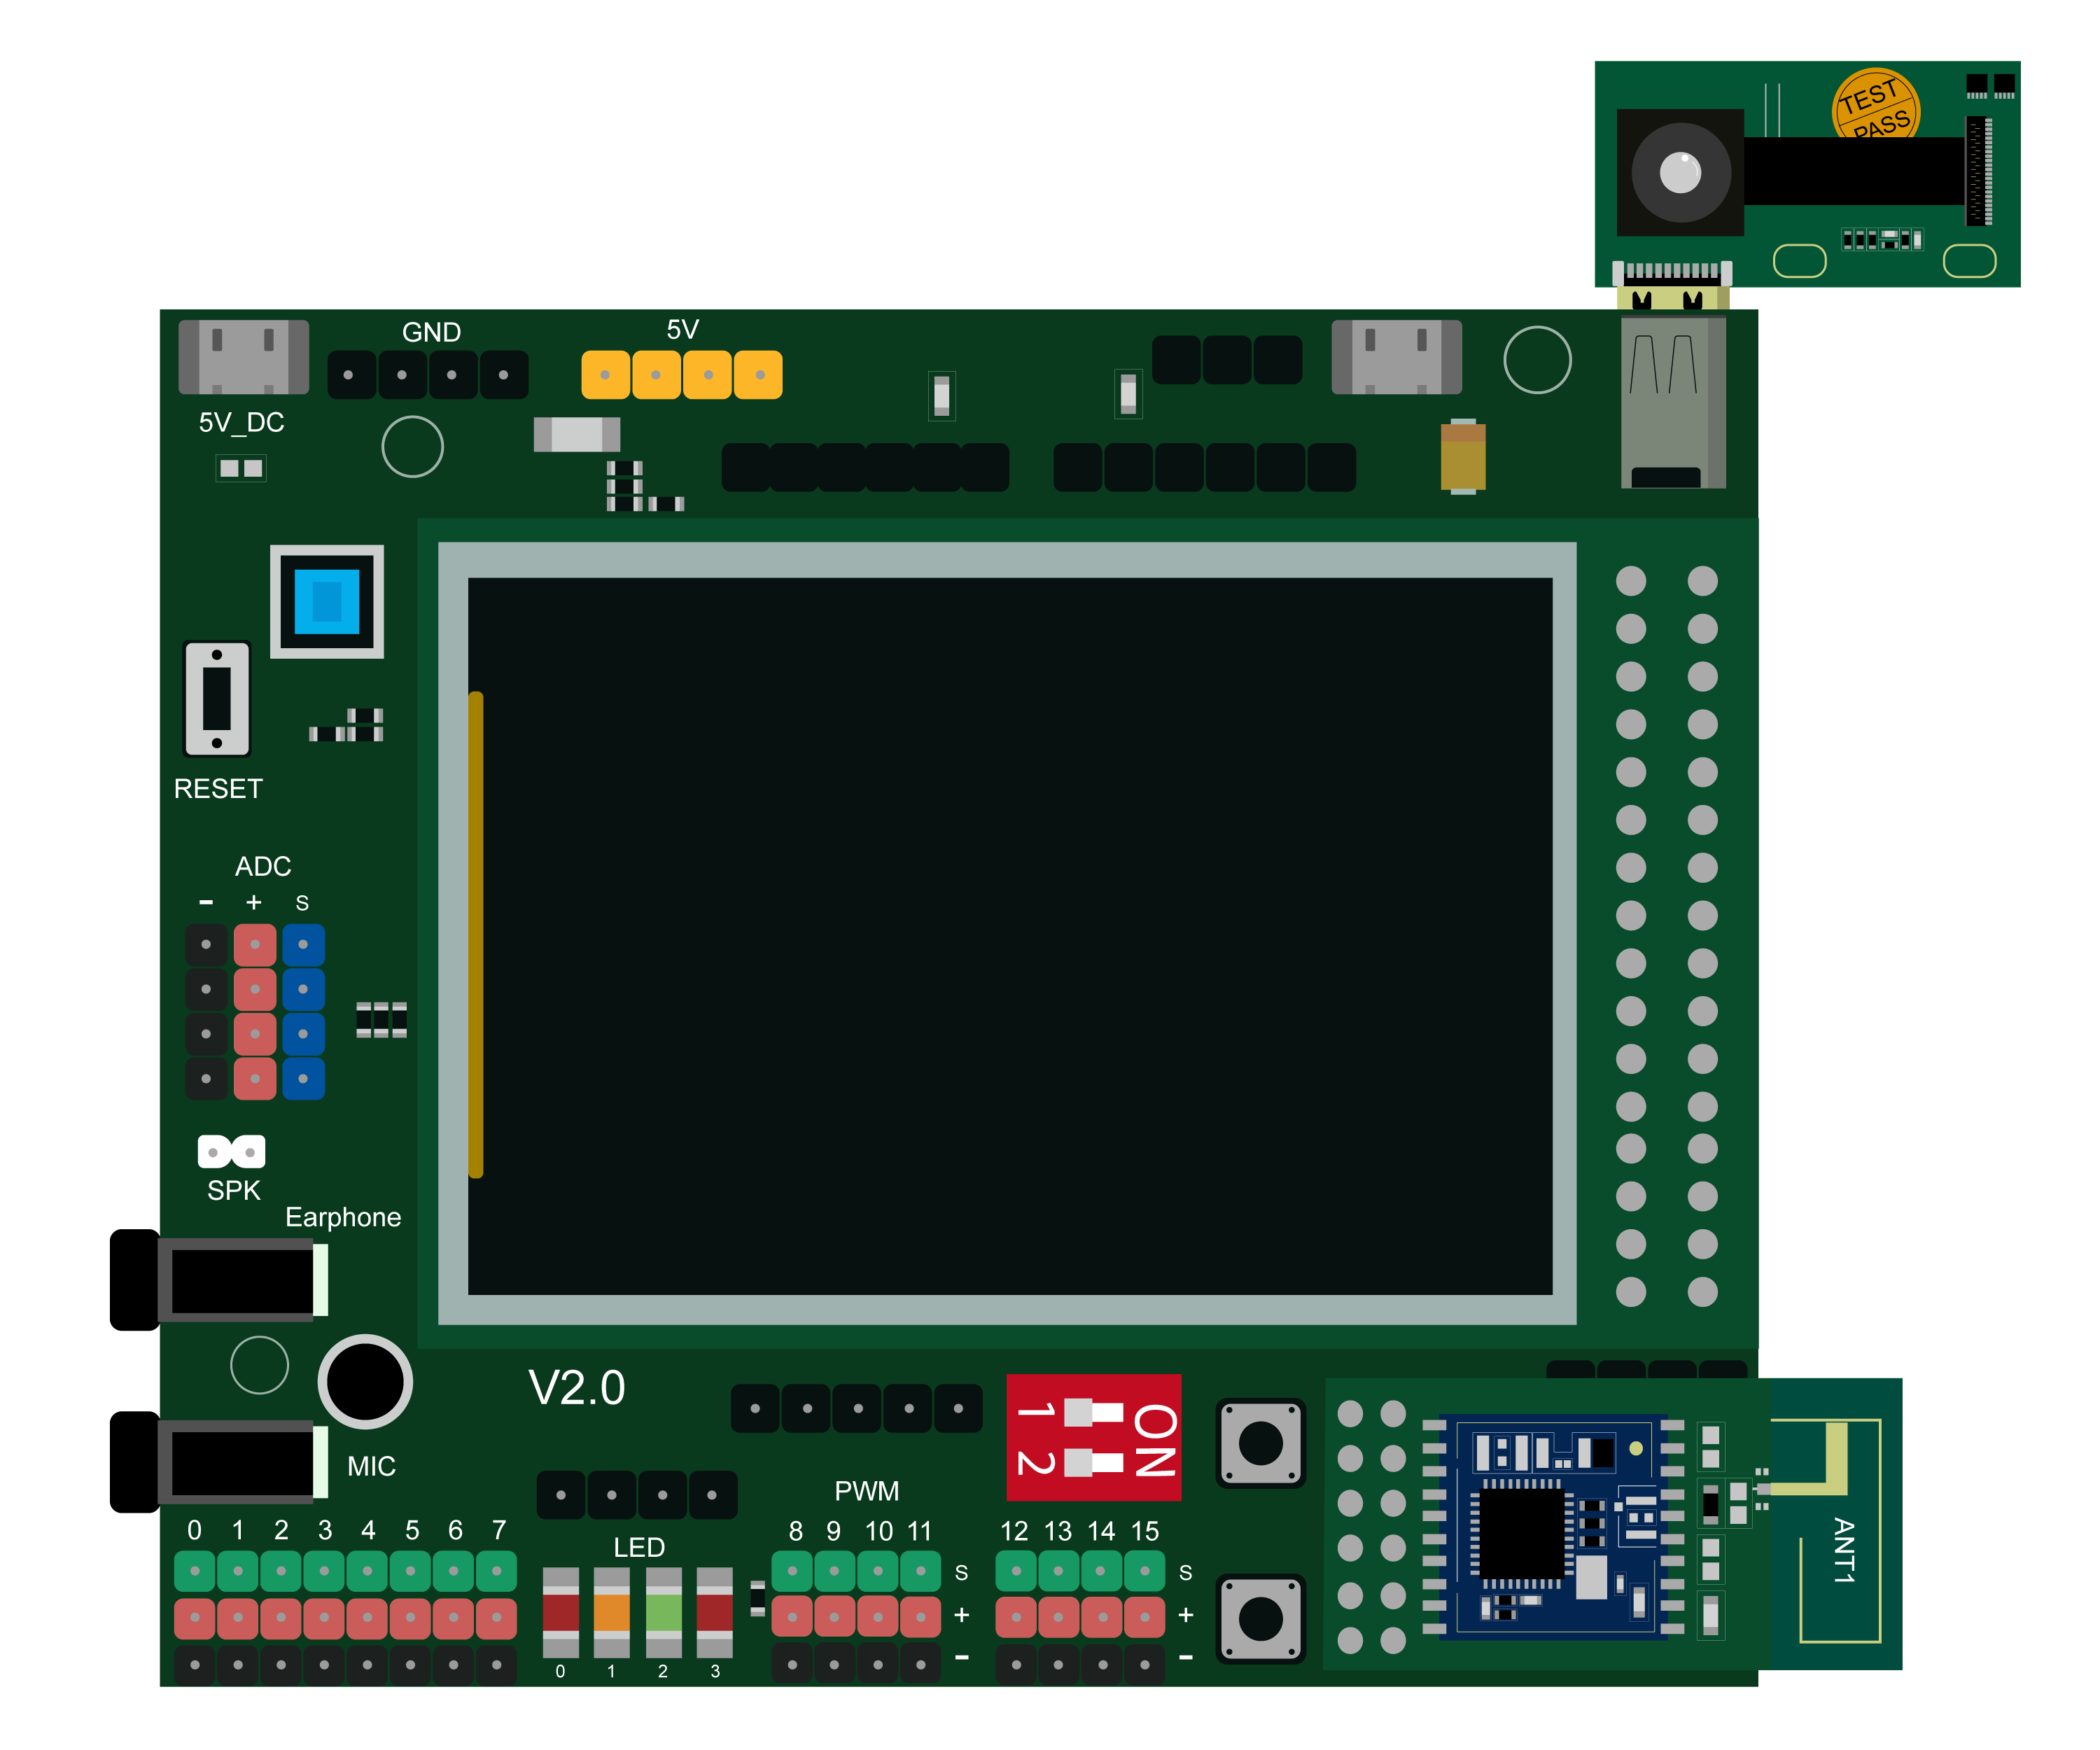 TEST
PASS
GND
5V
5V_DC
RESET
ADC
- + S
SPK
Earphone
V2.0
MIC
1 2
ON
PWM
0 1 2 3 4 5 6 7
8 9 10 11
12 13 14 15
LED
S
S
+
+
-
-
0 1 2 3
ANT1